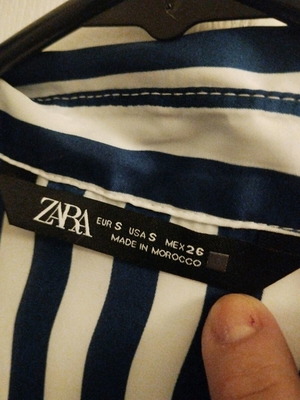 ZARA
EUR S USA S MEX 26
MADE IN MOROCCO